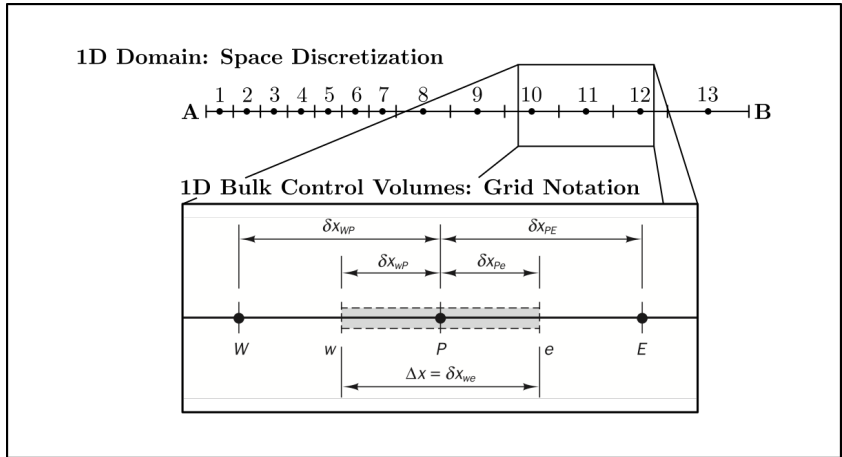 1D Domain: Space Discretization
1 2 3 4 5 6 7 8 9 10 11 12 13
A B
1D Bulk Control Volumes: Grid Notation
δx_WP δx_PE
δx_wP δx_Pe
W w P e E
Δx = δx_we